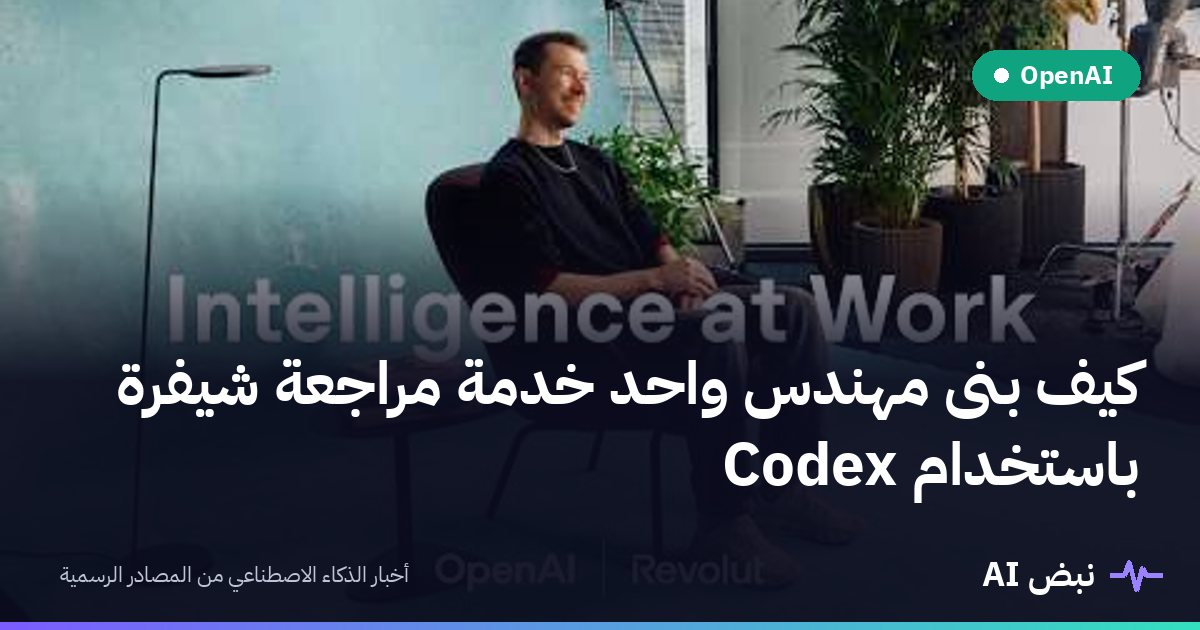 OpenAI
Intelligence at Work
كيف بنى مهندس واحد خدمة مراجعة شيفرة
باستخدام Codex
OpenAI | Revolut
نبض AI
أخبار الذكاء الاصطناعي من المصادر الرسمية